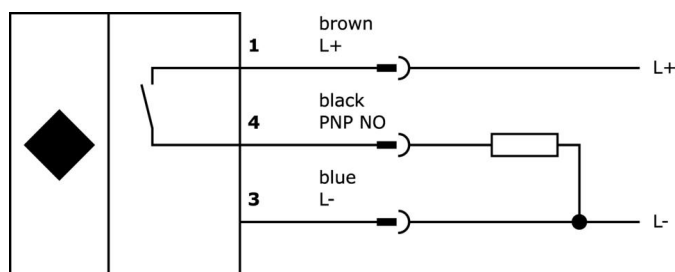 brown
1 L+
L+
black
4 PNP NO
blue
3 L-
L-